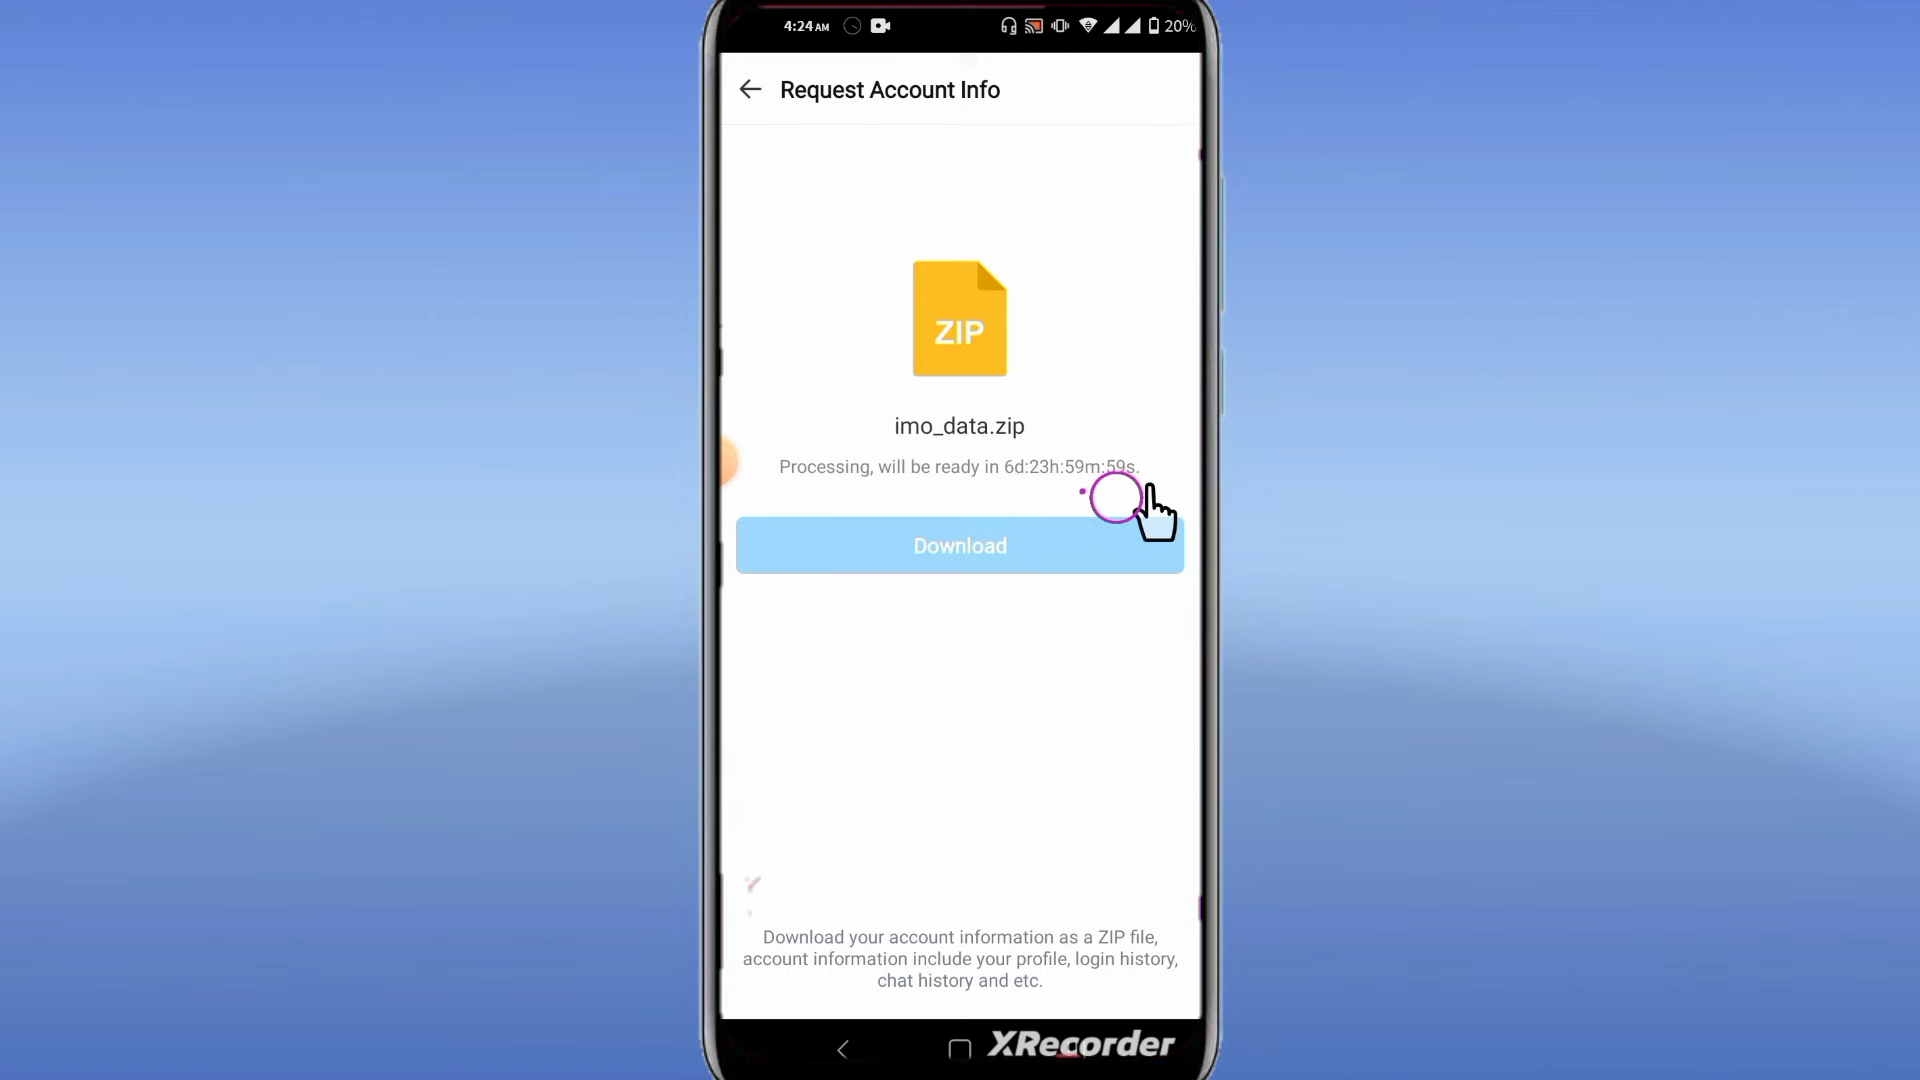 4:24 AM
20%
Request Account Info
ZIP
imo_data.zip
Processing, will be ready in 6d:23h:59m:59s.
Download
Download your account information as a ZIP file,
account information include your profile, login history,
chat history and etc.
XRecorder